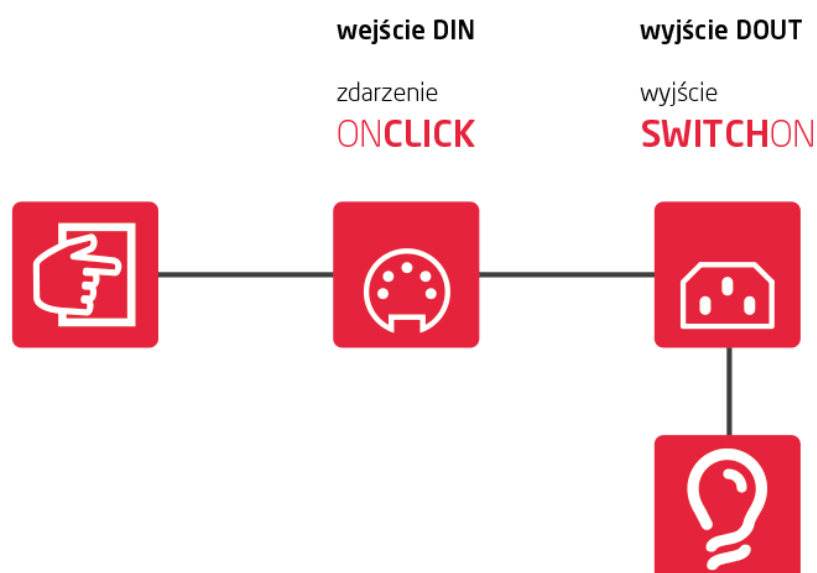 wejście DIN
zdarzenie
ONCLICK
wyjście DOUT
wyjście
SWITCHON